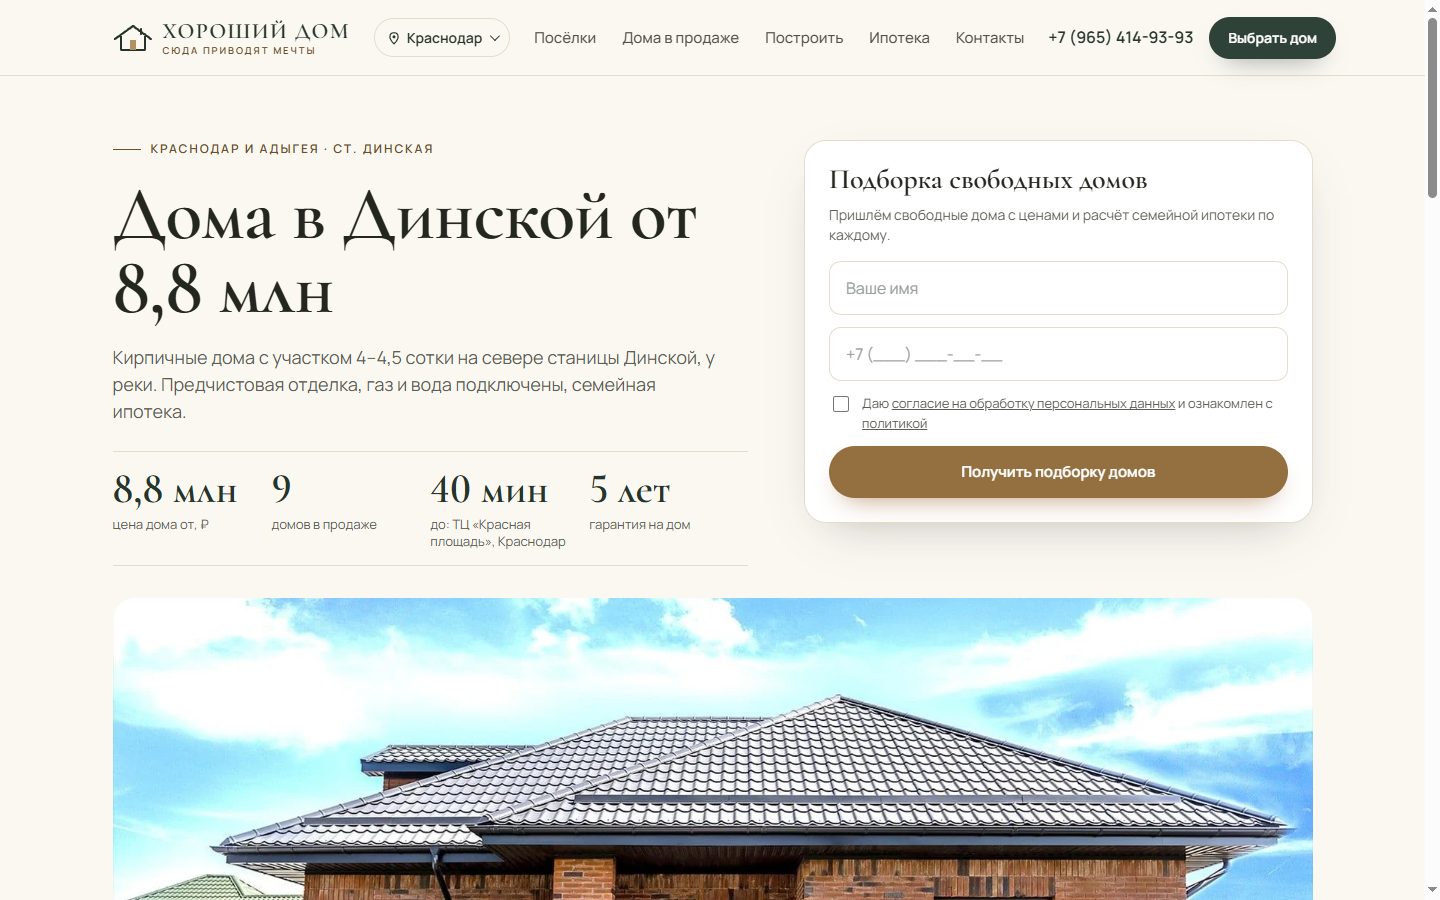 ХОРОШИЙ ДОМ
СЮДА ПРИВОДЯТ МЕЧТЫ
Краснодар
Посёлки
Дома в продаже
Построить
Ипотека
Контакты
+7 (965) 414-93-93
Выбрать дом
КРАСНОДАР И АДЫГЕЯ · СТ. ДИНСКАЯ
Дома в Динской от
8,8 млн
Кирпичные дома с участком 4–4,5 сотки на севере станицы Динской, у
реки. Предчистовая отделка, газ и вода подключены, семейная
ипотека.
8,8 млн
цена дома от, ₽
9
домов в продаже
40 мин
до: ТЦ «Красная
площадь», Краснодар
5 лет
гарантия на дом
Подборка свободных домов
Пришлём свободные дома с ценами и расчёт семейной ипотеки по
каждому.
Ваше имя
+7 (___) ___-__-__
Даю согласие на обработку персональных данных и ознакомлен с
политикой
Получить подборку домов